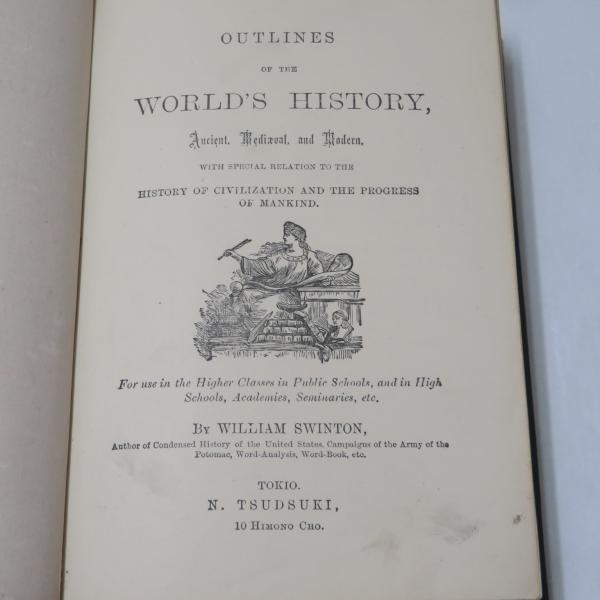 OUTLINES
OF THE
WORLD'S HISTORY,
Ancient, Mediæval, and Modern,
WITH SPECIAL RELATION TO THE
HISTORY OF CIVILIZATION AND THE PROGRESS
OF MANKIND.
For use in the Higher Classes in Public Schools, and in High
Schools, Academies, Seminaries, etc.
BY WILLIAM SWINTON,
Author of Condensed History of the United States, Campaigns of the Army of the
Potomac, Word-Analysis, Word-Book, etc.
TOKIO.
N. TSUDSUKI,
10 HIMONO CHO.